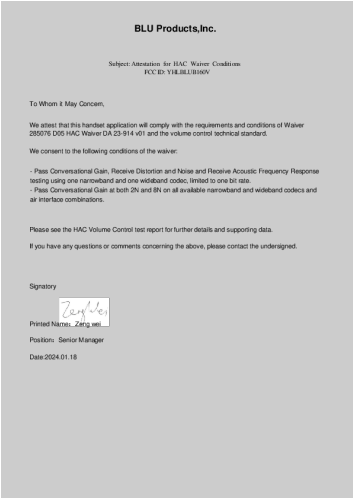 BLU Products,Inc.
Subject: Attestation for HAC Waiver Conditions
FCC ID: YHLBLUB160V
To Whom it May Concern,
We attest that this handset application will comply with the requirements and conditions of Waiver
285076 D05 HAC Waiver DA 23-914 v01 and the volume control technical standard.
We consent to the following conditions of the waiver:
- Pass Conversational Gain, Receive Distortion and Noise and Receive Acoustic Frequency Response
testing using one narrowband and one wideband codec, limited to one bit rate.
- Pass Conversational Gain at both 2N and 8N on all available narrowband and wideband codecs and
air interface combinations.
Please see the HAC Volume Control test report for further details and supporting data.
If you have any questions or comments concerning the above, please contact the undersigned.
Signatory
Zeng Wei
Printed Name: Zeng wei
Position: Senior Manager
Date:2024.01.18